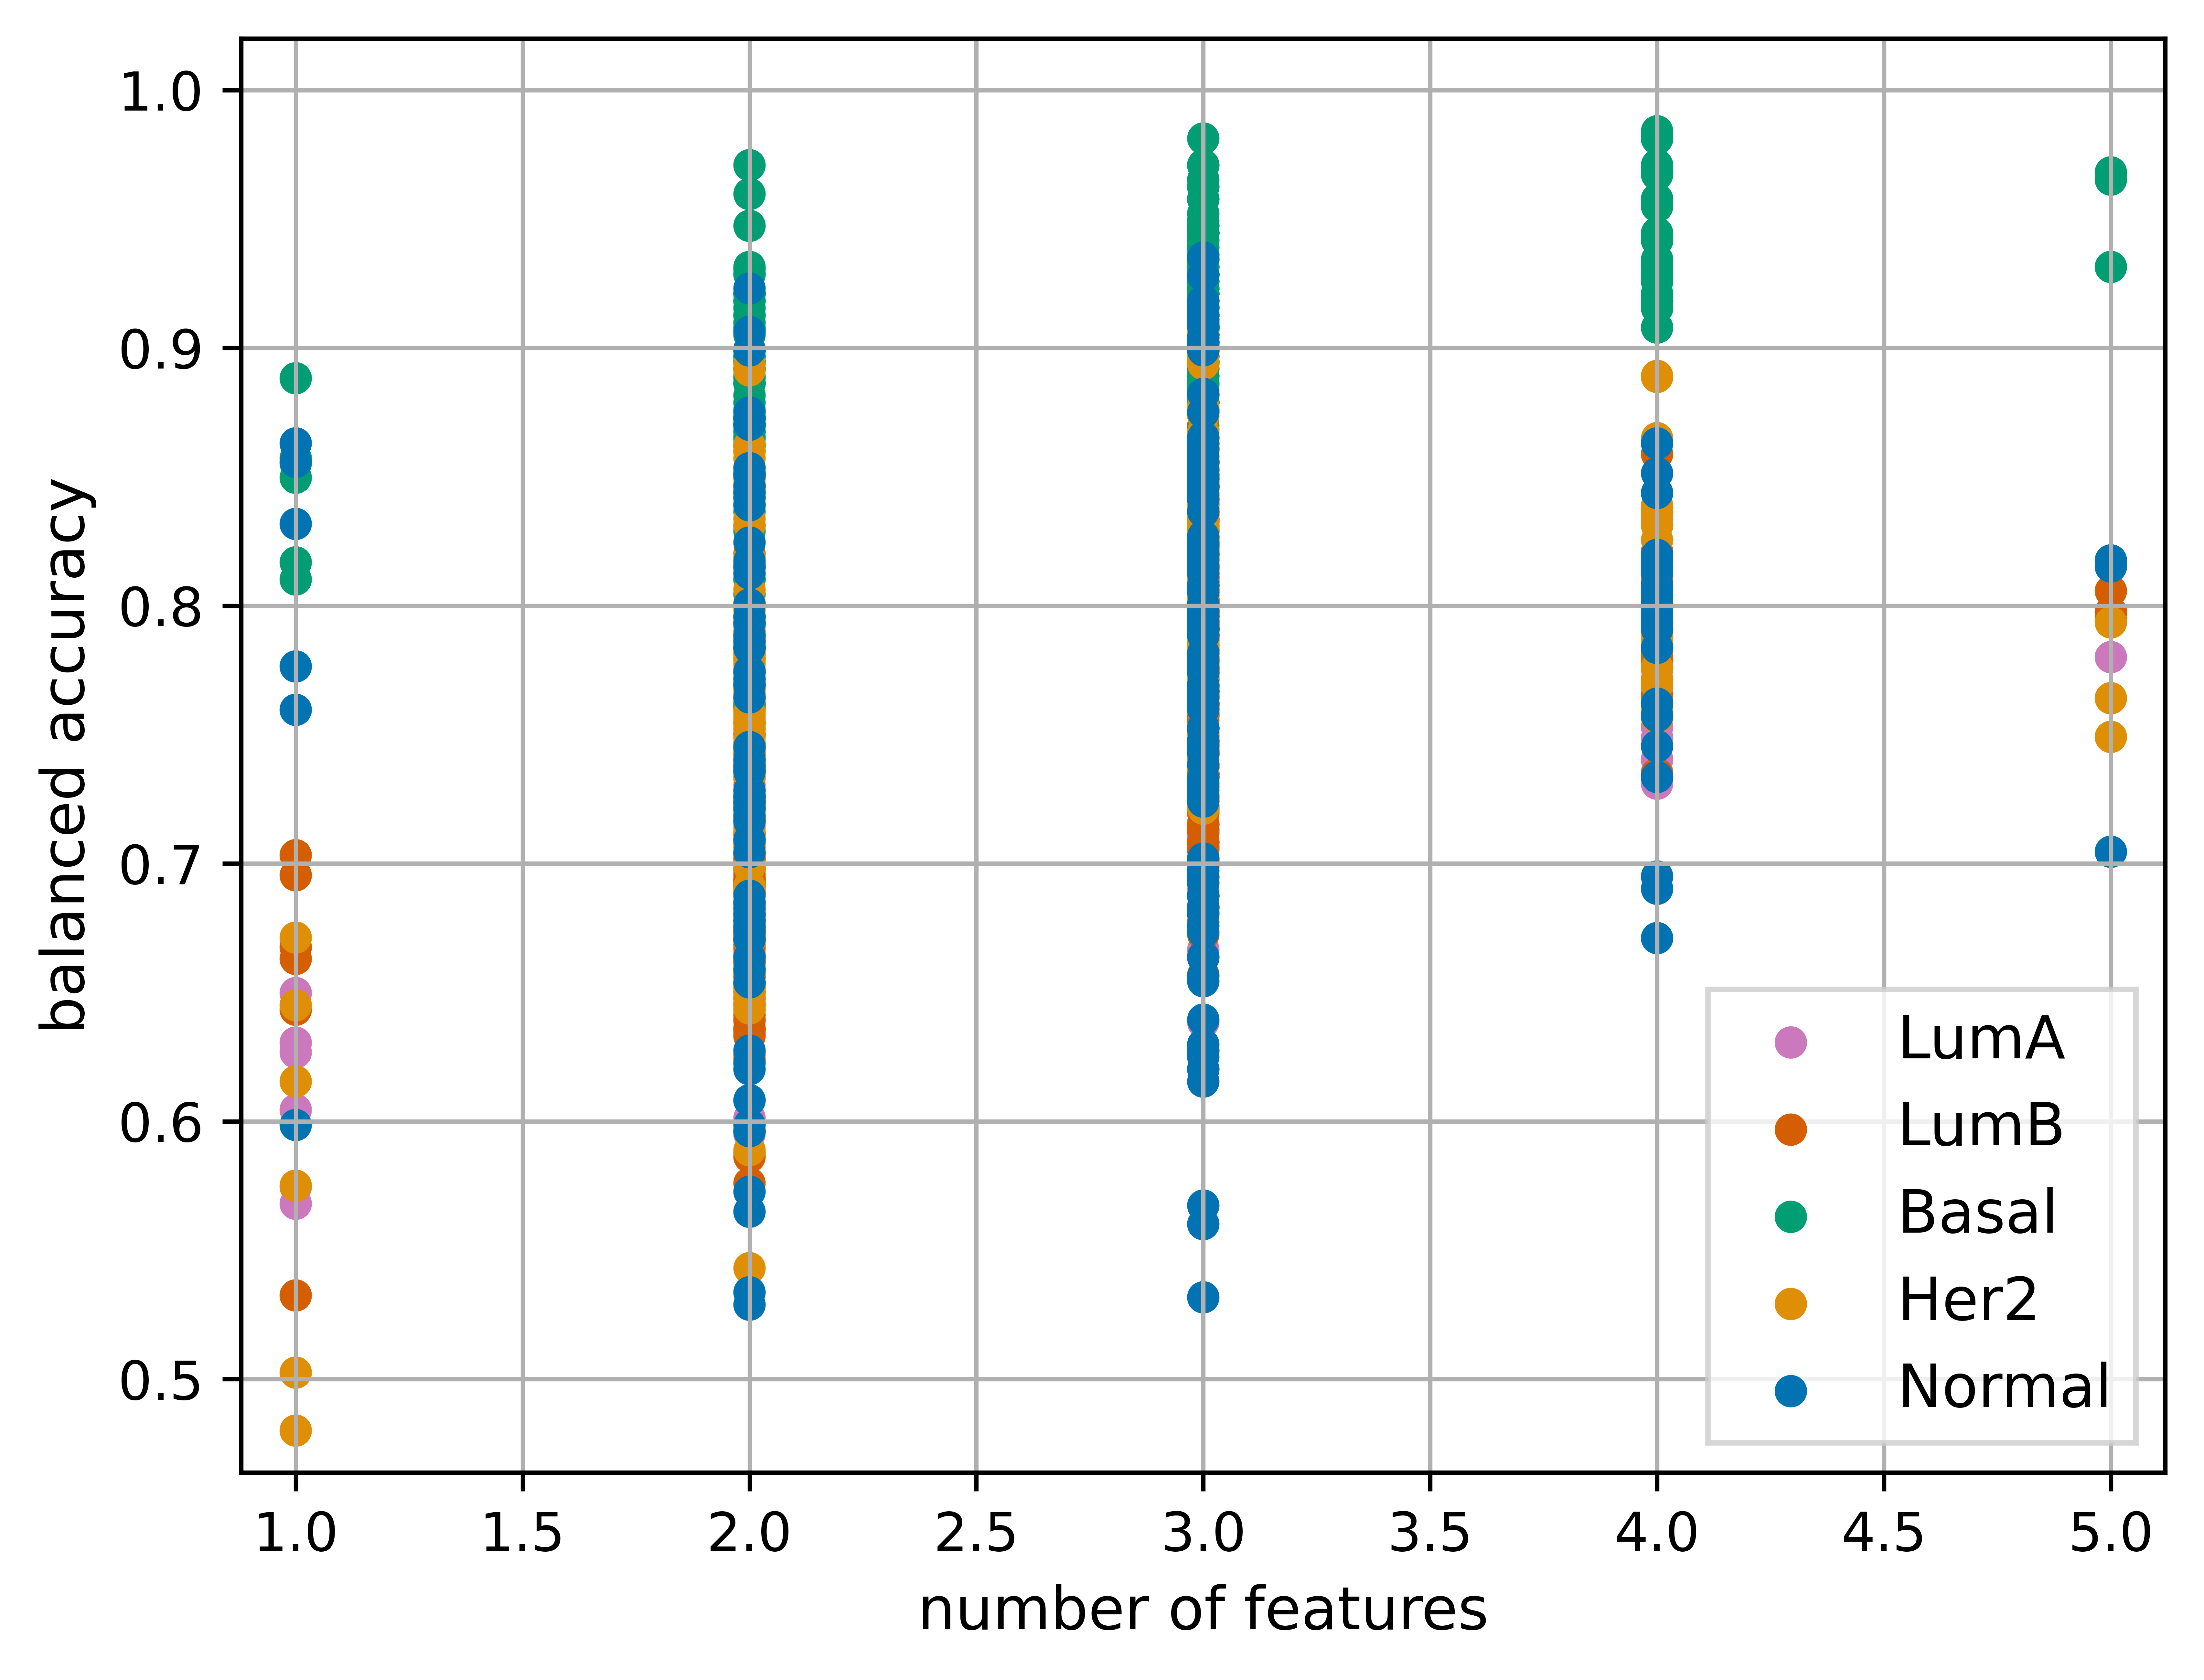 balanced accuracy
1.0
0.9
0.8
0.7
0.6
0.5
LumA
LumB
Basal
Her2
Normal
1.0 1.5 2.0 2.5 3.0 3.5 4.0 4.5 5.0
number of features